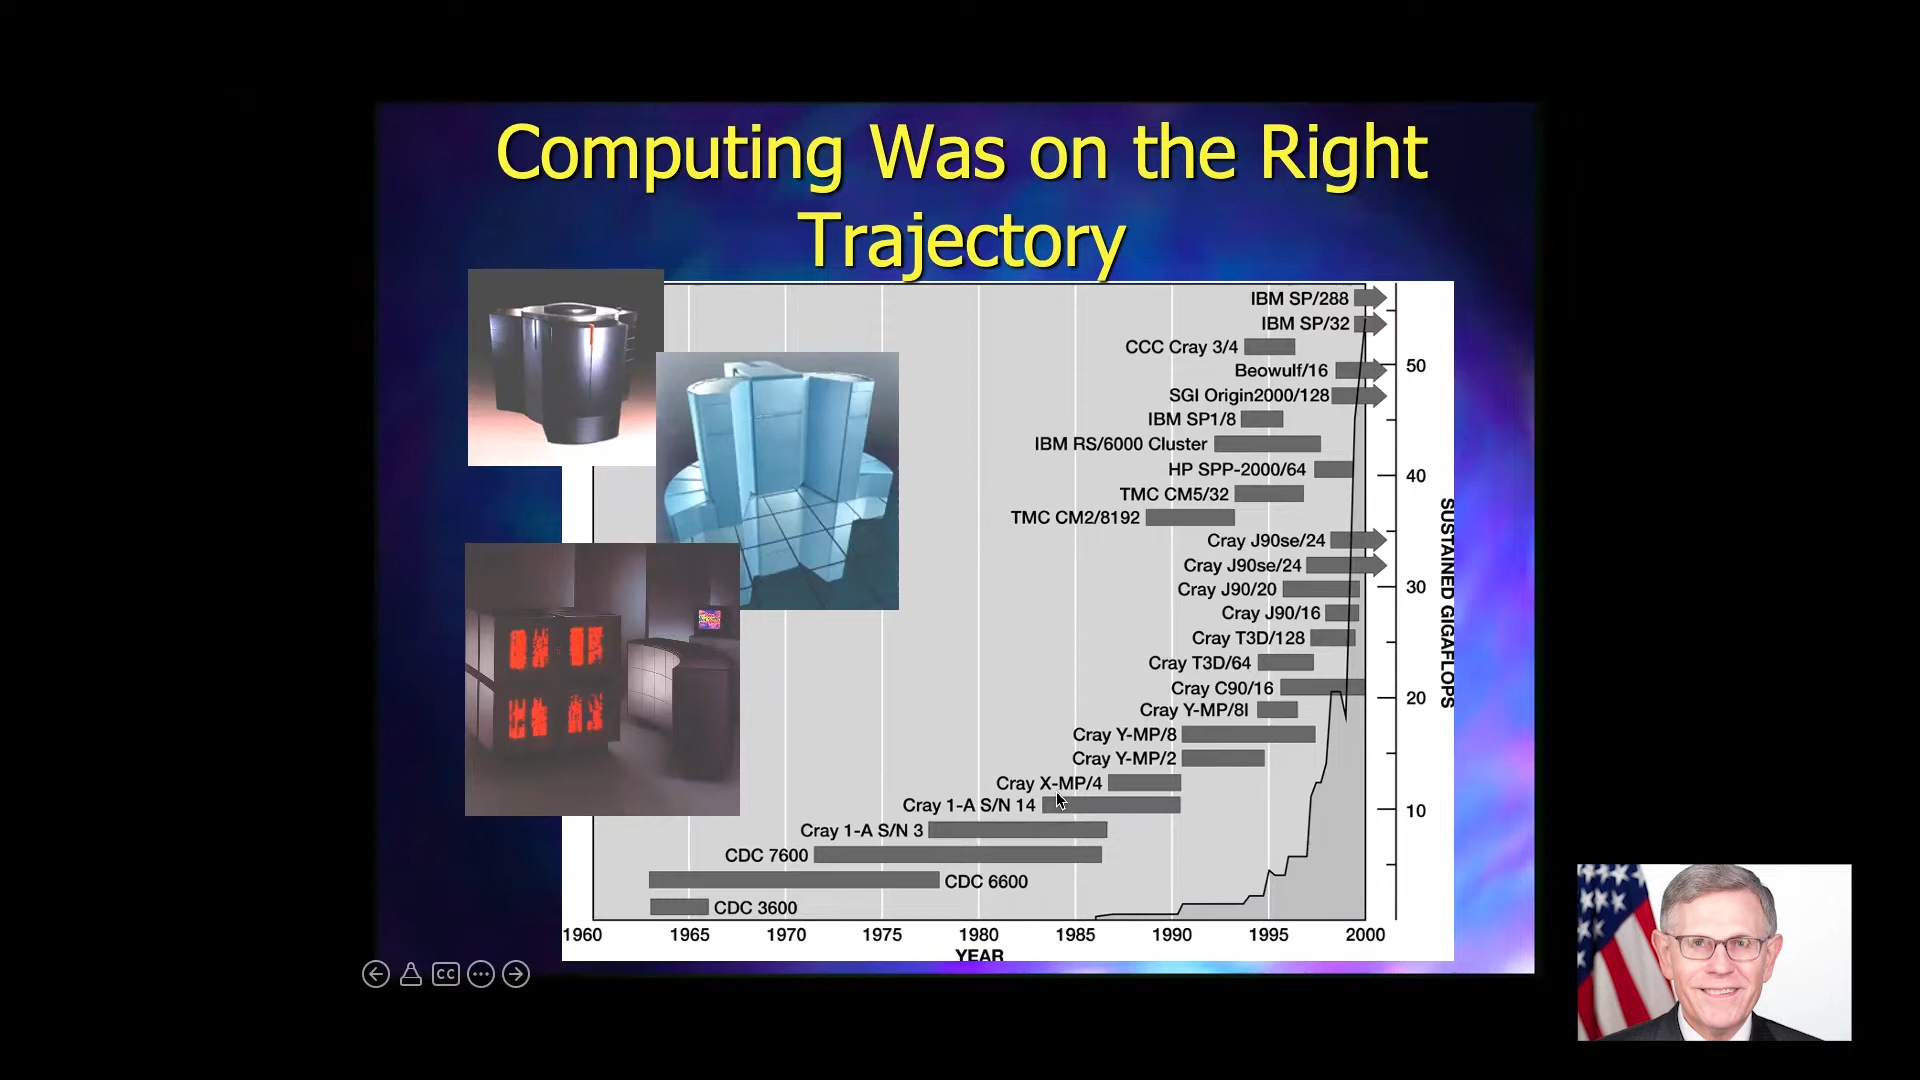 Computing Was on the Right
Trajectory
IBM SP/288
IBM SP/32
CCC Cray 3/4
Beowulf/16
SGI Origin2000/128
IBM SP1/8
IBM RS/6000 Cluster
HP SPP-2000/64
TMC CM5/32
TMC CM2/8192
Cray J90se/24
Cray J90se/24
Cray J90/20
Cray J90/16
Cray T3D/128
Cray T3D/64
Cray C90/16
Cray Y-MP/8I
Cray Y-MP/8
Cray Y-MP/2
Cray X-MP/4
Cray 1-A S/N 14
Cray 1-A S/N 3
CDC 7600
CDC 6600
CDC 3600
50
40
30
20
10
SUSTAINED GIGAFLOPS
1960 1965 1970 1975 1980 1985 1990 1995 2000
YEAR
CC